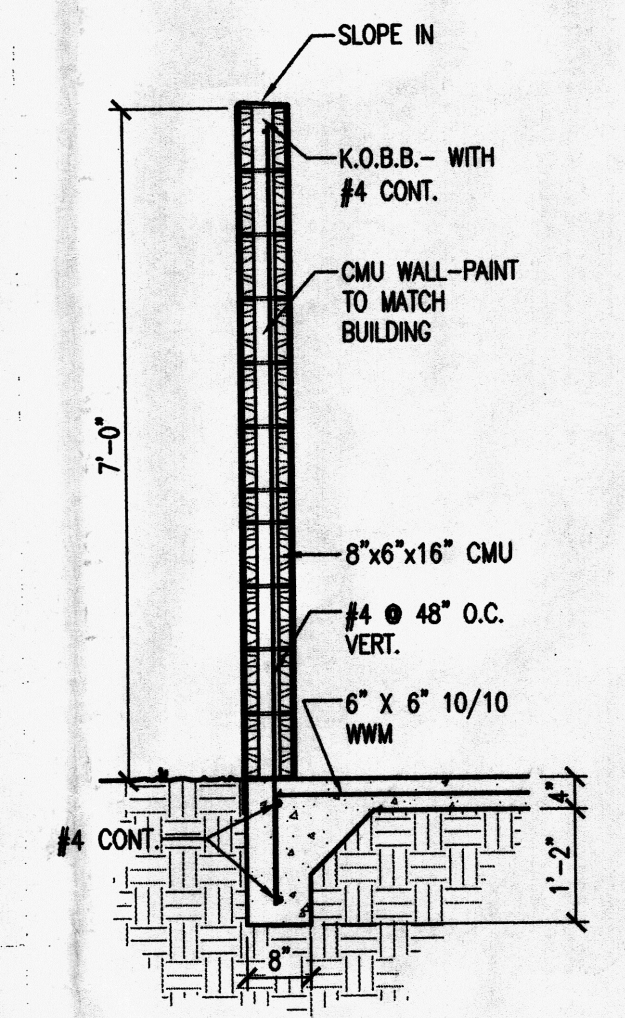 SLOPE IN
K.O.B.B.- WITH
#4 CONT.
CMU WALL-PAINT
TO MATCH
BUILDING
7'-0"
8"x6"x16" CMU
#4 @ 48" O.C.
VERT.
6" X 6" 10/10
WWM
4"
#4 CONT.
1'-2"
8"